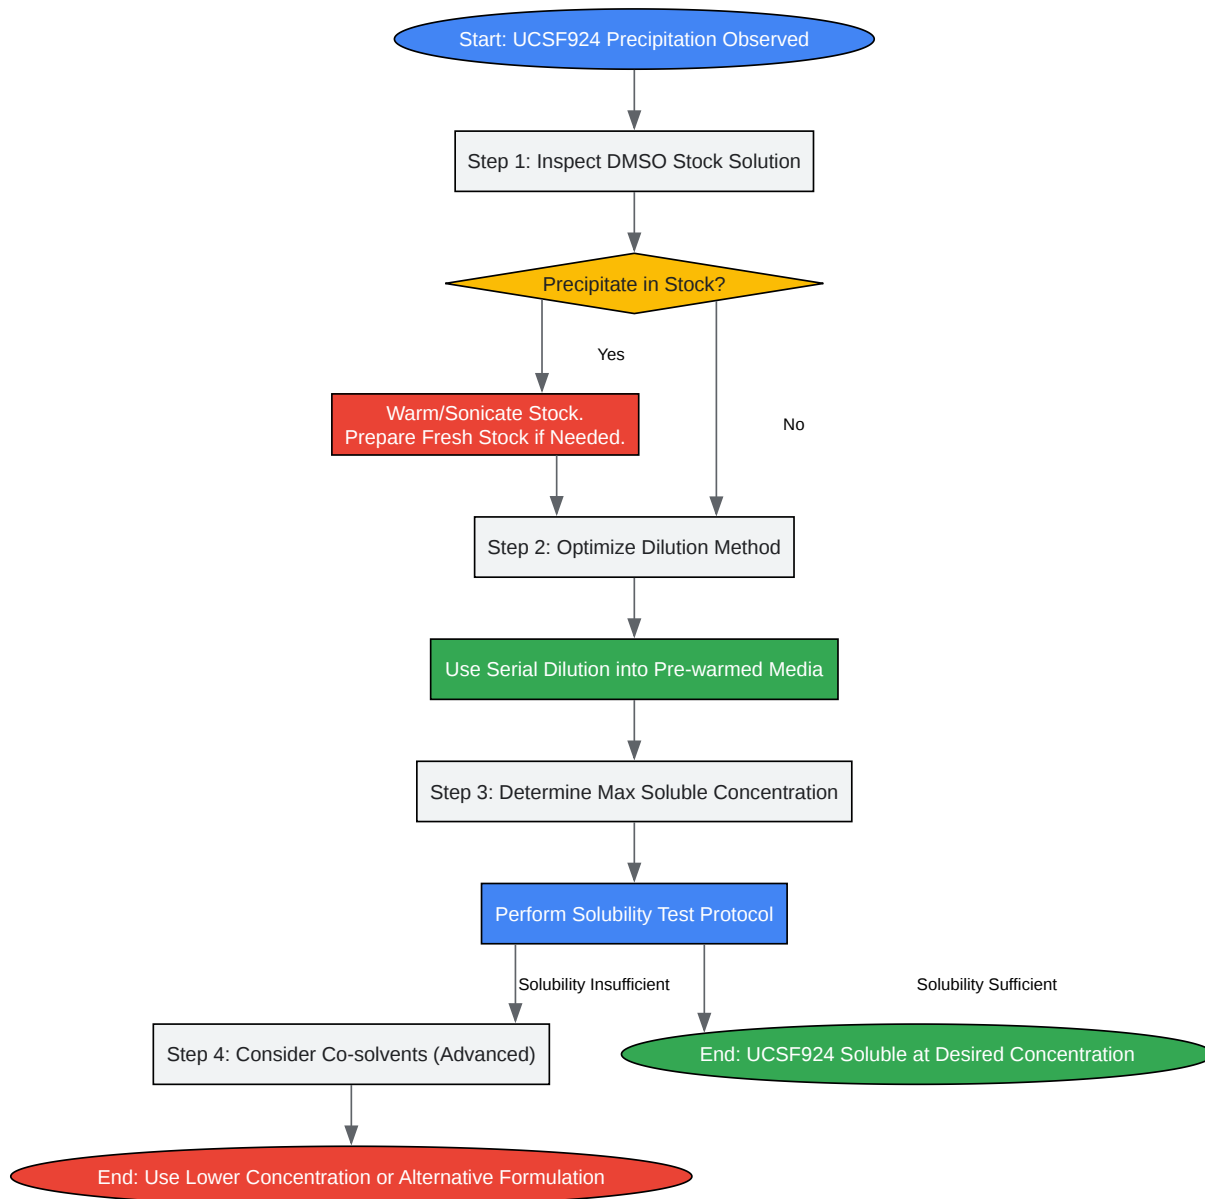 Start: UCSF924 Precipitation Observed
Step 1: Inspect DMSO Stock Solution
Precipitate in Stock?
Yes
Warm/Sonicate Stock.
Prepare Fresh Stock if Needed.
No
Step 2: Optimize Dilution Method
Use Serial Dilution into Pre-warmed Media
Step 3: Determine Max Soluble Concentration
Perform Solubility Test Protocol
Solubility Insufficient
Solubility Sufficient
Step 4: Consider Co-solvents (Advanced)
End: UCSF924 Soluble at Desired Concentration
End: Use Lower Concentration or Alternative Formulation